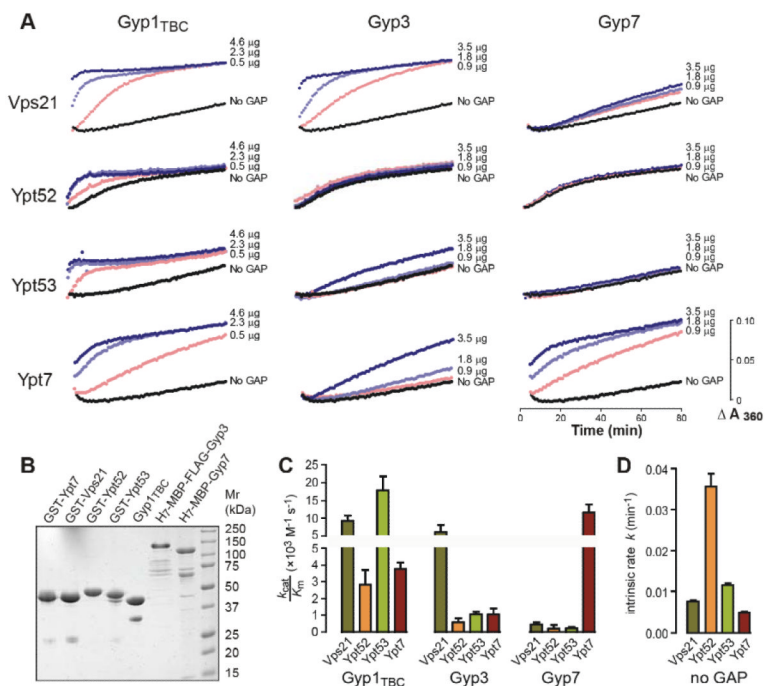 A
Gyp1TBC
Gyp3
Gyp7
Vps21
4.6 µg
2.3 µg
0.5 µg
No GAP
3.5 µg
1.8 µg
0.9 µg
No GAP
3.5 µg
1.8 µg
0.9 µg
No GAP
Ypt52
4.6 µg
2.3 µg
0.5 µg
No GAP
3.5 µg
1.8 µg
0.9 µg
No GAP
3.5 µg
1.8 µg
0.9 µg
No GAP
Ypt53
4.6 µg
2.3 µg
0.5 µg
No GAP
3.5 µg
1.8 µg
0.9 µg
No GAP
3.5 µg
1.8 µg
0.9 µg
No GAP
Ypt7
4.6 µg
2.3 µg
0.5 µg
No GAP
3.5 µg
1.8 µg
0.9 µg
No GAP
3.5 µg
1.8 µg
0.9 µg
No GAP
0.10
0.05
0
Δ A 360
0 20 40 60 80
Time (min)
B
GST-Ypt7
GST-Vps21
GST-Ypt52
GST-Ypt53
Gyp1TBC
H7-MBP-FLAG-Gyp3
H7-MBP-Gyp7
Mr
(kDa)
250
150
100
75
50
37
25
20
15
C
kcat
Km
(×10³ M⁻¹ s⁻¹)
25
20
15
10
5
4
3
2
1
0
Vps21
Ypt52
Ypt53
Ypt7
Gyp1TBC
Vps21
Ypt52
Ypt53
Ypt7
Gyp3
Vps21
Ypt52
Ypt53
Ypt7
Gyp7
D
intrinsic rate k (min⁻¹)
0.04
0.03
0.02
0.01
0.00
Vps21
Ypt52
Ypt53
Ypt7
no GAP